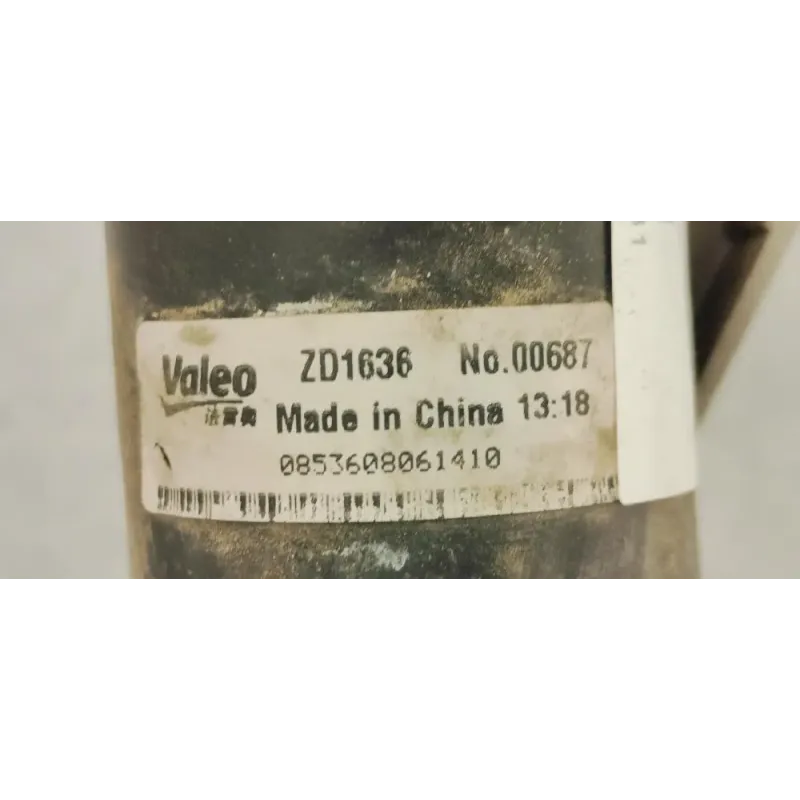 Valeo ZD1636 No.00687
法雷奥 Made in China 13:18
0853608061410